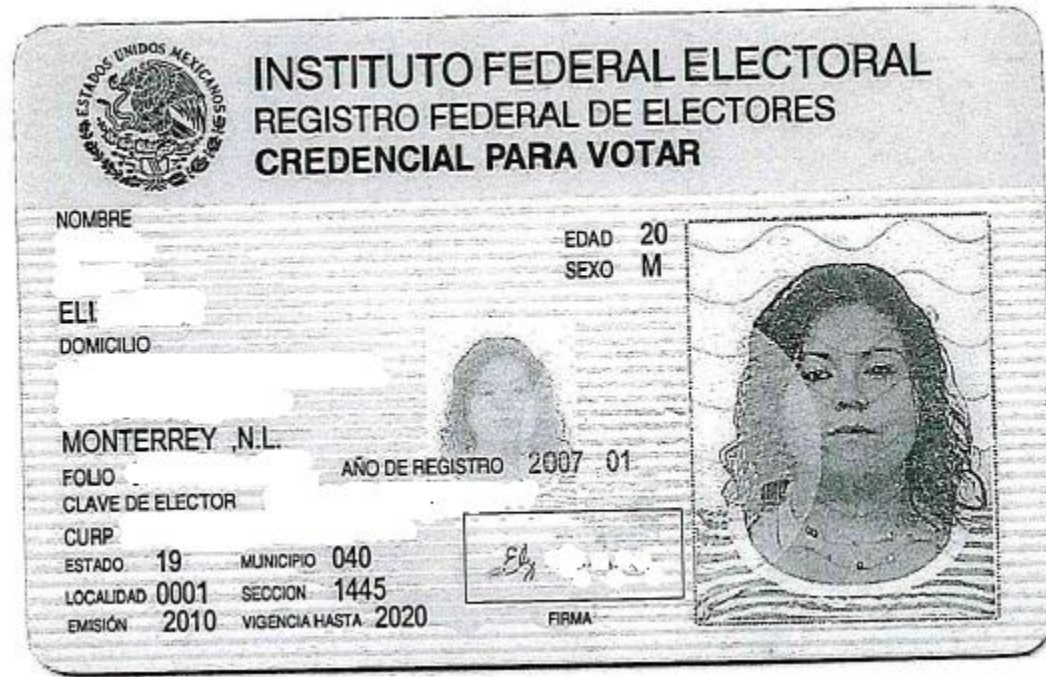 ESTADOS UNIDOS MEXICANOS
INSTITUTO FEDERAL ELECTORAL
REGISTRO FEDERAL DE ELECTORES
CREDENCIAL PARA VOTAR
NOMBRE
EDAD 20
SEXO M
ELI
DOMICILIO
MONTERREY ,N.L.
FOLIO
AÑO DE REGISTRO 2007 01
CLAVE DE ELECTOR
CURP
ESTADO 19 MUNICIPIO 040
LOCALIDAD 0001 SECCION 1445
EMISIÓN 2010 VIGENCIA HASTA 2020
FIRMA